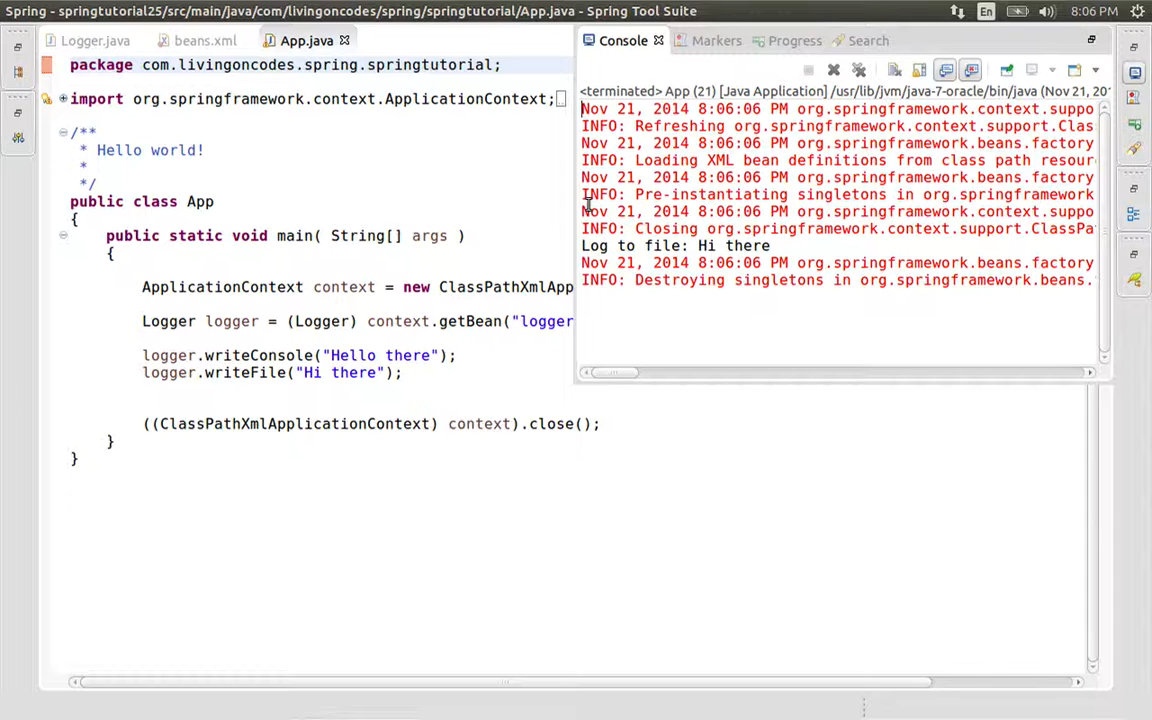 Spring - springtutorial25/src/main/java/com/livingoncodes/spring/springtutorial/App.java - Spring Tool Suite
En
8:06 PM
Logger.java
beans.xml
App.java
package com.livingoncodes.spring.springtutorial;
import org.springframework.context.ApplicationContext;
/**
* Hello world!
*
*/
public class App
{
public static void main( String[] args )
{
ApplicationContext context = new ClassPathXmlApp
Logger logger = (Logger) context.getBean("logger
logger.writeConsole("Hello there");
logger.writeFile("Hi there");
((ClassPathXmlApplicationContext) context).close();
}
}
Console
Markers
Progress
Search
<terminated> App (21) [Java Application] /usr/lib/jvm/java-7-oracle/bin/java (Nov 21, 201
Nov 21, 2014 8:06:06 PM org.springframework.context.suppo
INFO: Refreshing org.springframework.context.support.Clas
Nov 21, 2014 8:06:06 PM org.springframework.beans.factory
INFO: Loading XML bean definitions from class path resour
Nov 21, 2014 8:06:06 PM org.springframework.beans.factory
INFO: Pre-instantiating singletons in org.springframework
Nov 21, 2014 8:06:06 PM org.springframework.context.suppo
INFO: Closing org.springframework.context.support.ClassPa
Log to file: Hi there
Nov 21, 2014 8:06:06 PM org.springframework.beans.factory
INFO: Destroying singletons in org.springframework.beans.